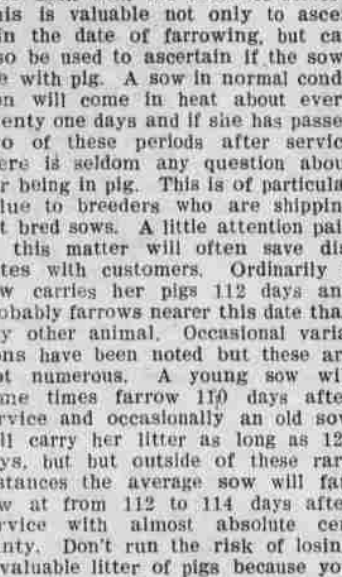 his is valuable not only to asce
in the date of farrowing, but ca
so be used to ascertain if the sow
e with pig. A sow in normal cond
on will come in heat about ever
enty one days and if she has passe
o of these periods after servic
ere is seldom any question abou
r being in pig. This is of particula
lue to breeders who are shippin
t bred sows. A little attention pai
this matter will often save dis
tes with customers. Ordinarily
w carries her pigs 112 days an
obably farrows nearer this date tha
y other animal. Occasional varia
ons have been noted but these ar
ot numerous. A young sow wi
me times farrow 110 days afte
rvice and occasionally an old sow
ll carry her litter as long as 12
ys, but but outside of these rar
stances the average sow will far
w at from 112 to 114 days afte
rvice with almost absolute cer
nty. Don't run the risk of losin
valuable litter of pigs because yo